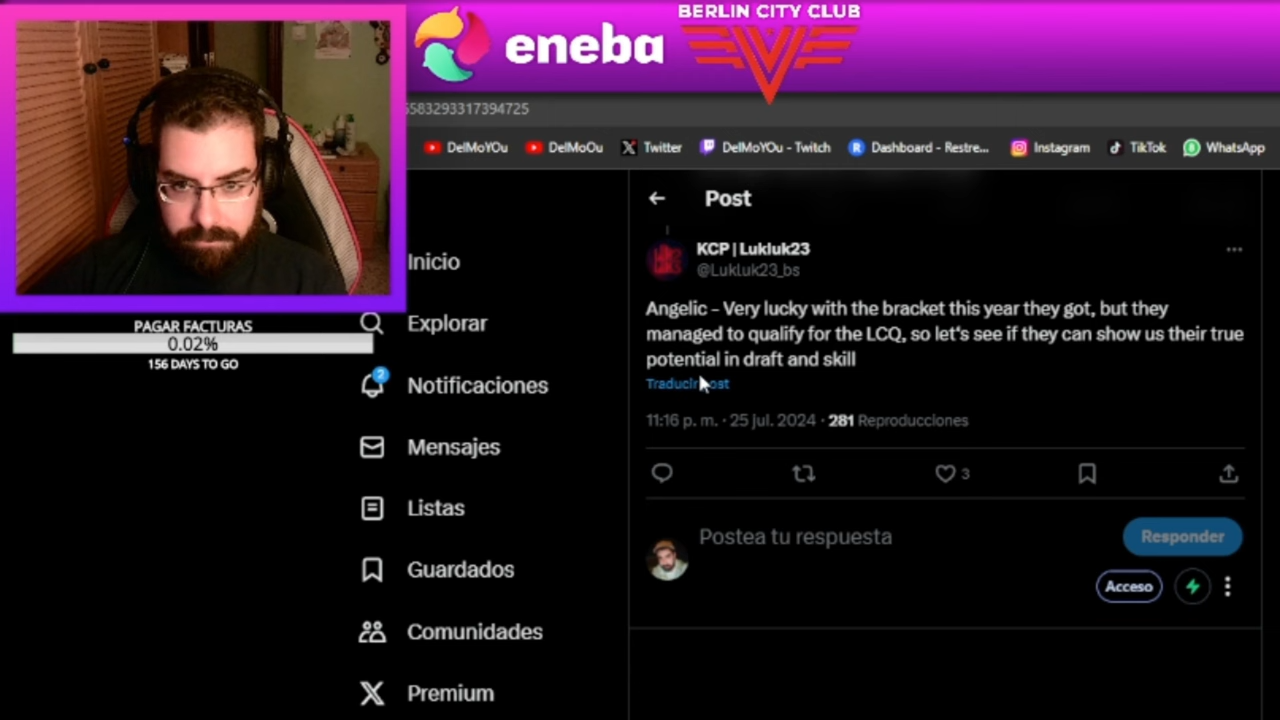 BERLIN CITY CLUB
eneba
5583293317394725
DelMoYOu
DelMoOu
Twitter
DelMoYOu - Twitch
Dashboard - Restre...
Instagram
TikTok
WhatsApp
Post
KCP | Lukluk23
@Lukluk23_bs
Angelic – Very lucky with the bracket this year they got, but they
managed to qualify for the LCQ, so let's see if they can show us their true
potential in draft and skill
Traducir post
11:16 p. m. · 25 jul. 2024 · 281 Reproducciones
3
Postea tu respuesta
Responder
Acceso
PAGAR FACTURAS
0.02%
156 DAYS TO GO
Inicio
Explorar
2
Notificaciones
Mensajes
Listas
Guardados
Comunidades
Premium